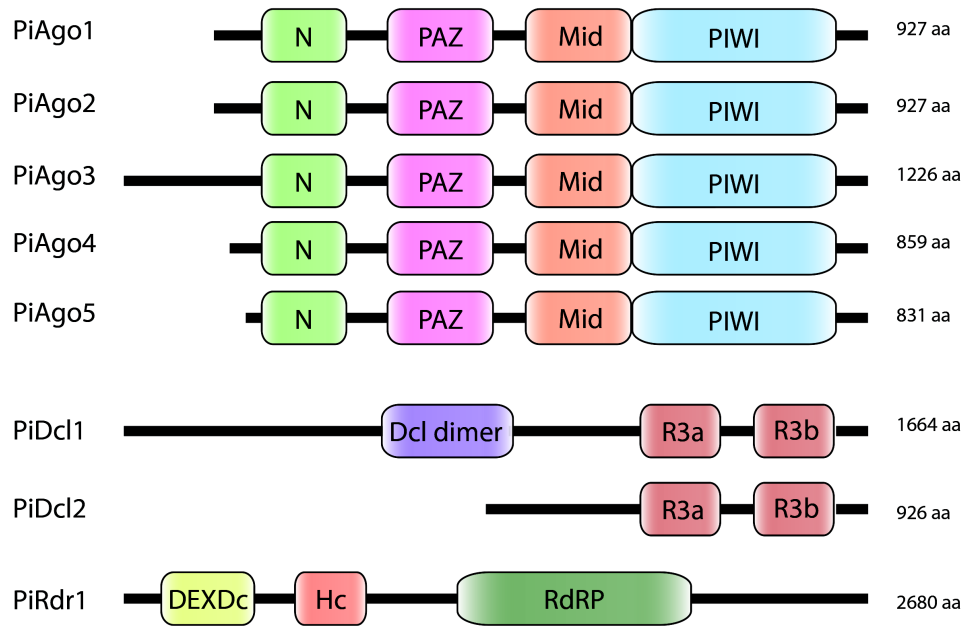 PiAgo1 N PAZ Mid PIWI 927 aa
PiAgo2 N PAZ Mid PIWI 927 aa
PiAgo3 N PAZ Mid PIWI 1226 aa
PiAgo4 N PAZ Mid PIWI 859 aa
PiAgo5 N PAZ Mid PIWI 831 aa
PiDcl1 Dcl dimer R3a R3b 1664 aa
PiDcl2 R3a R3b 926 aa
PiRdr1 DEXDc Hc RdRP 2680 aa